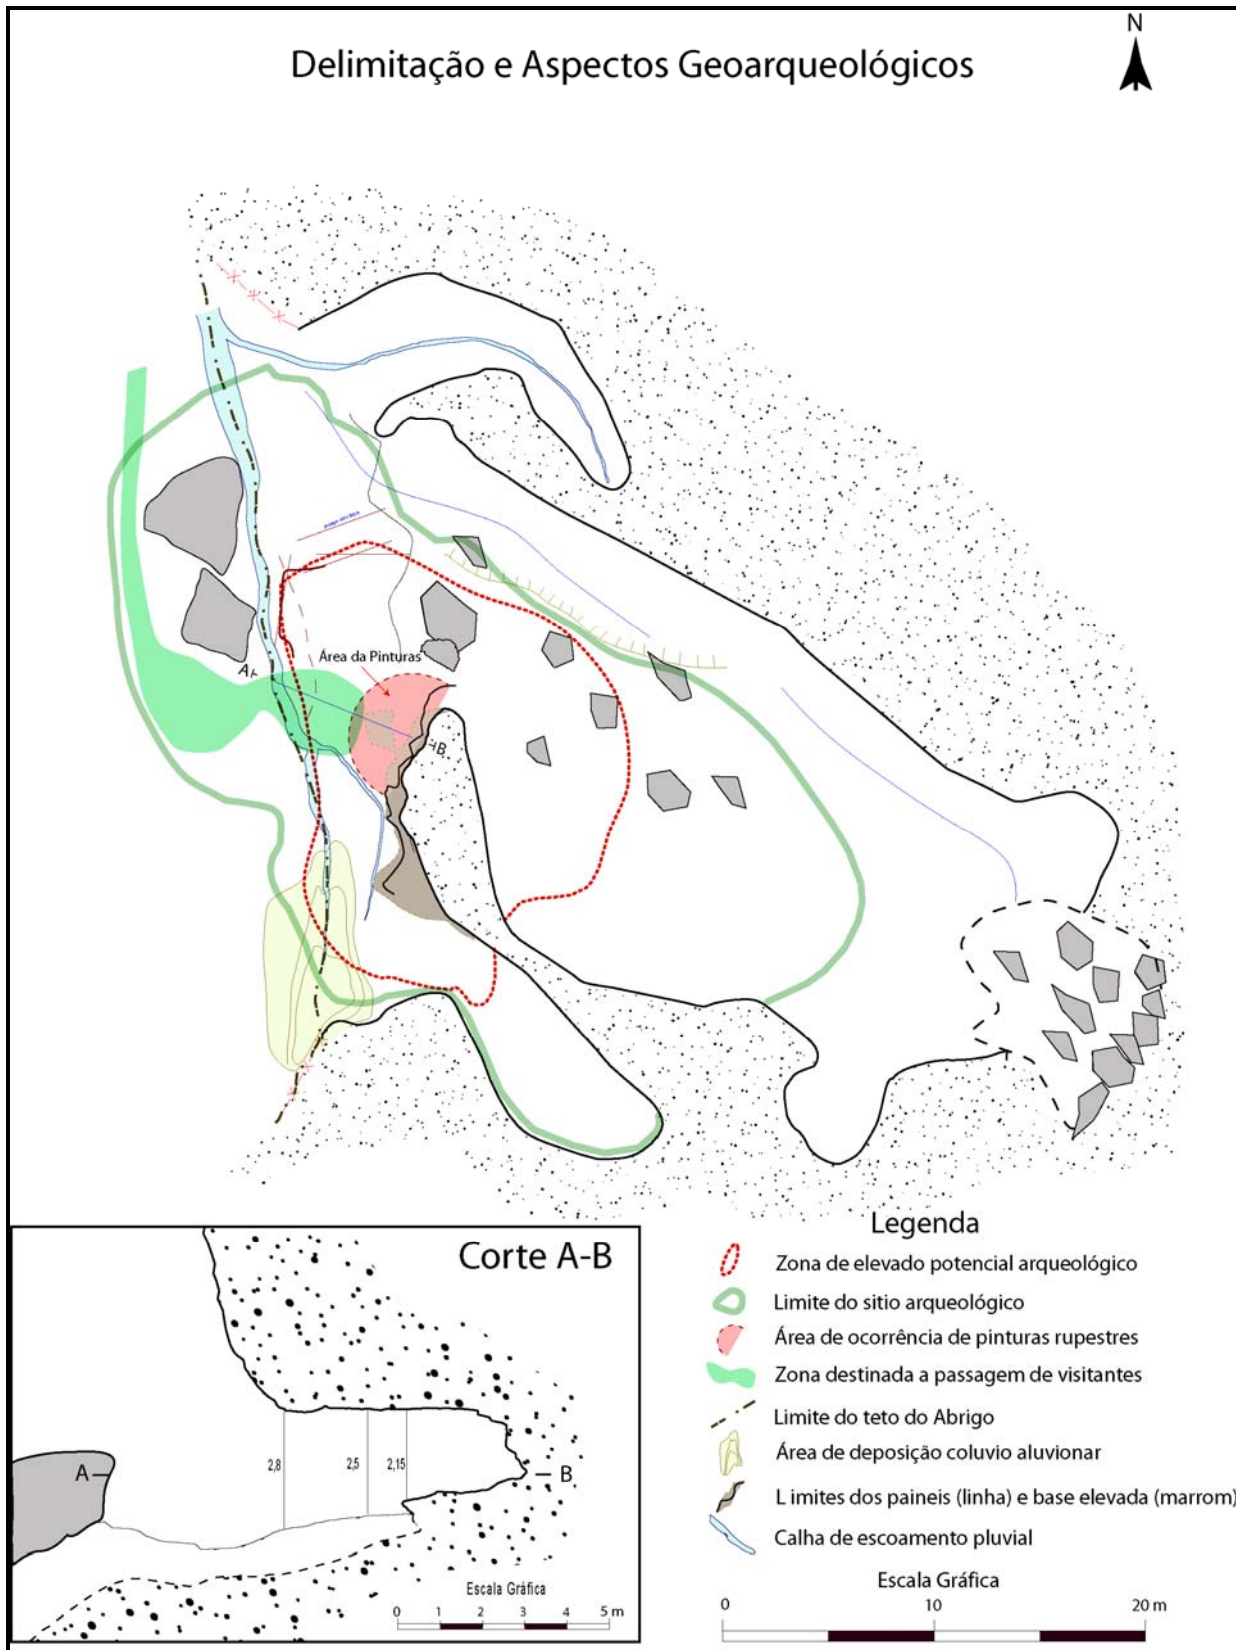 N
Delimitação e Aspectos Geoarqueológicos
Área da Pinturas
A
B
Corte A-B
2,8
2,5
2,15
A
B
Escala Gráfica
0 1 2 3 4 5 m
Legenda
Zona de elevado potencial arqueológico
Limite do sitio arqueológico
Área de ocorrência de pinturas rupestres
Zona destinada a passagem de visitantes
Limite do teto do Abrigo
Área de deposição coluvio aluvionar
L imites dos paineis (linha) e base elevada (marrom)
Calha de escoamento pluvial
Escala Gráfica
0 10 20 m